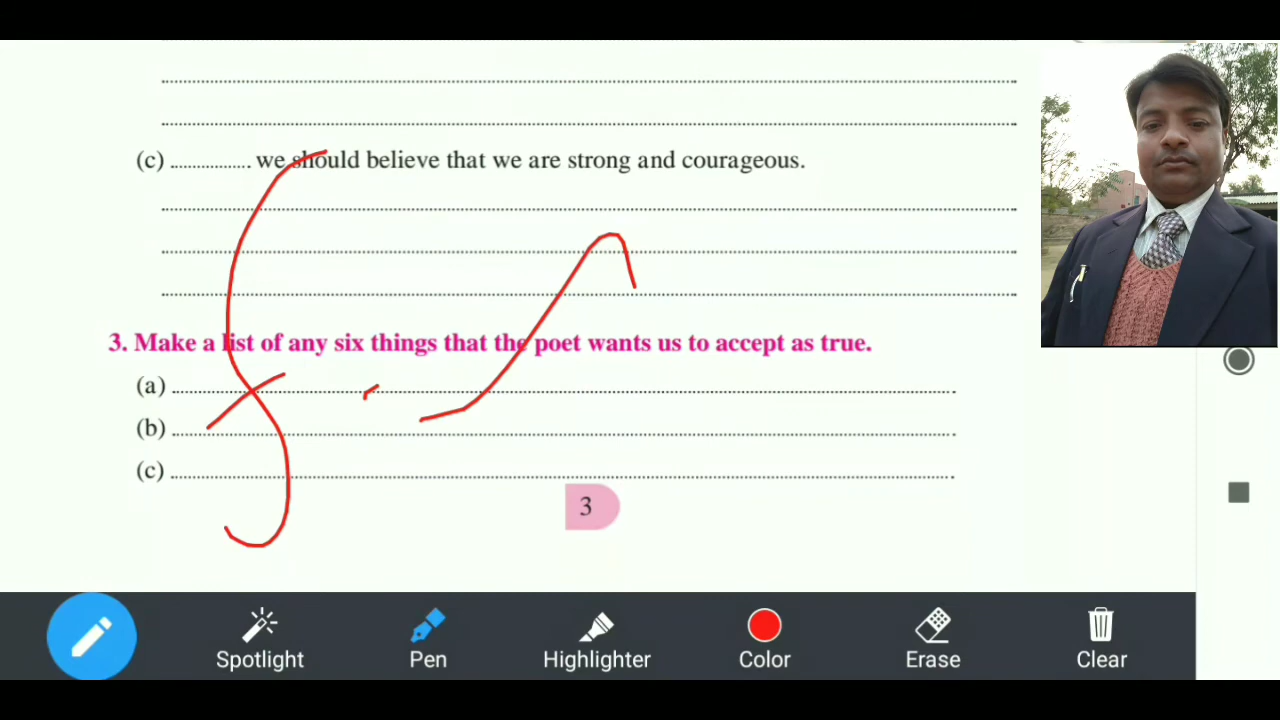 (c) ................ we should believe that we are strong and courageous.
3. Make a list of any six things that the poet wants us to accept as true.
(a)
(b)
(c)
3
Spotlight Pen Highlighter Color Erase Clear